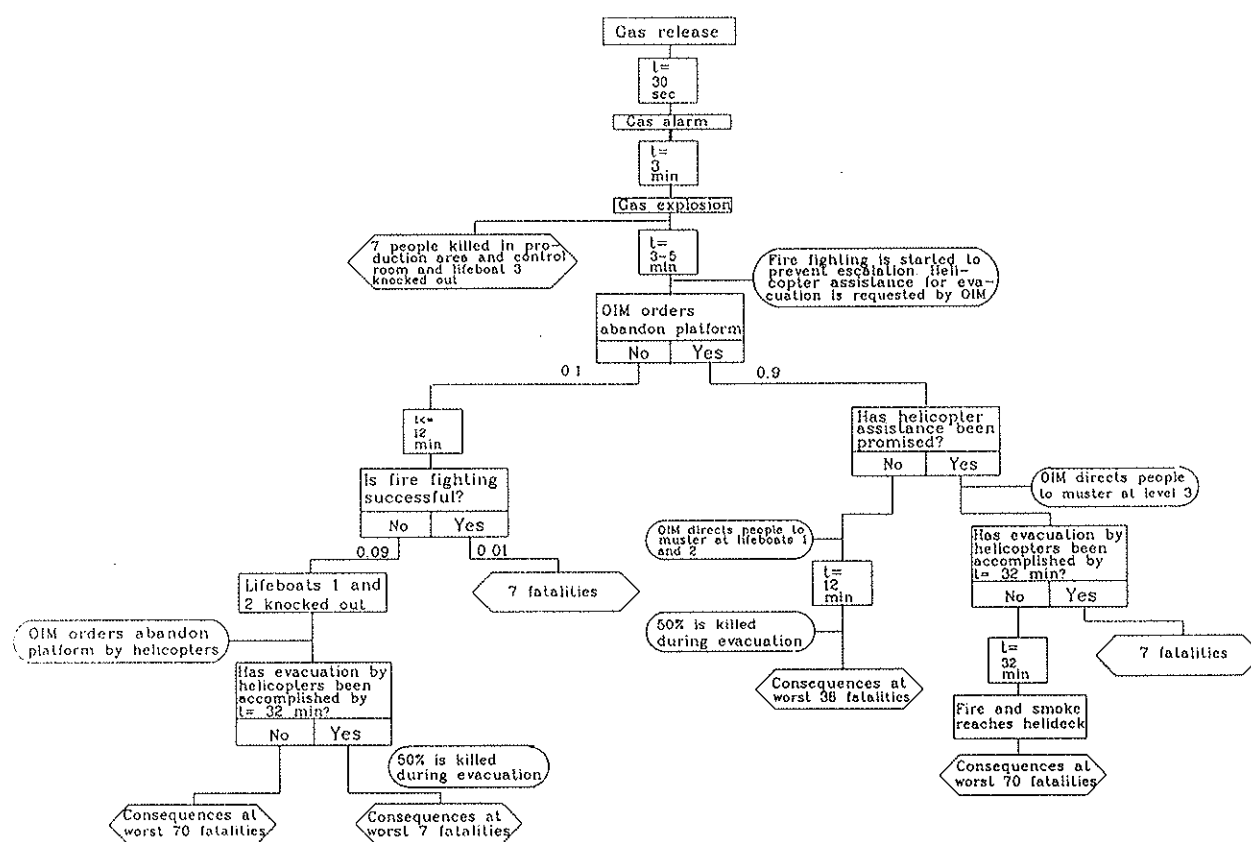 Gas release
t=
30
sec
Gas alarm
t=
3
min
Gas explosion
7 people killed in pro-
duction area and control
room and lifeboat 3
knocked out
t=
3-5
min
Fire fighting is started to
prevent escalation. Heli-
copter assistance for eva-
cuation is requested by OIM
OIM orders
abandon platform
No Yes
0.1 0.9
t<=
12
min
Is fire fighting
successful?
No Yes
0.09 0.01
Lifeboats 1 and
2 knocked out
7 fatalities
OIM orders abandon
platform by helicopters
Has evacuation by
helicopters been
accomplished by
t= 32 min?
No Yes
50% is killed
during evacuation
Consequences at
worst 70 fatalities
Consequences at
worst 7 fatalities
Has helicopter
assistance been
promised?
No Yes
OIM directs people
to muster at level 3
OIM directs people to
muster at lifeboats 1
and 2
t=
12
min
50% is killed
during evacuation
Consequences at
worst 38 fatalities
Has evacuation by
helicopters been
accomplished by
t= 32 min?
No Yes
t=
32
min
7 fatalities
Fire and smoke
reaches helideck
Consequences at
worst 70 fatalities